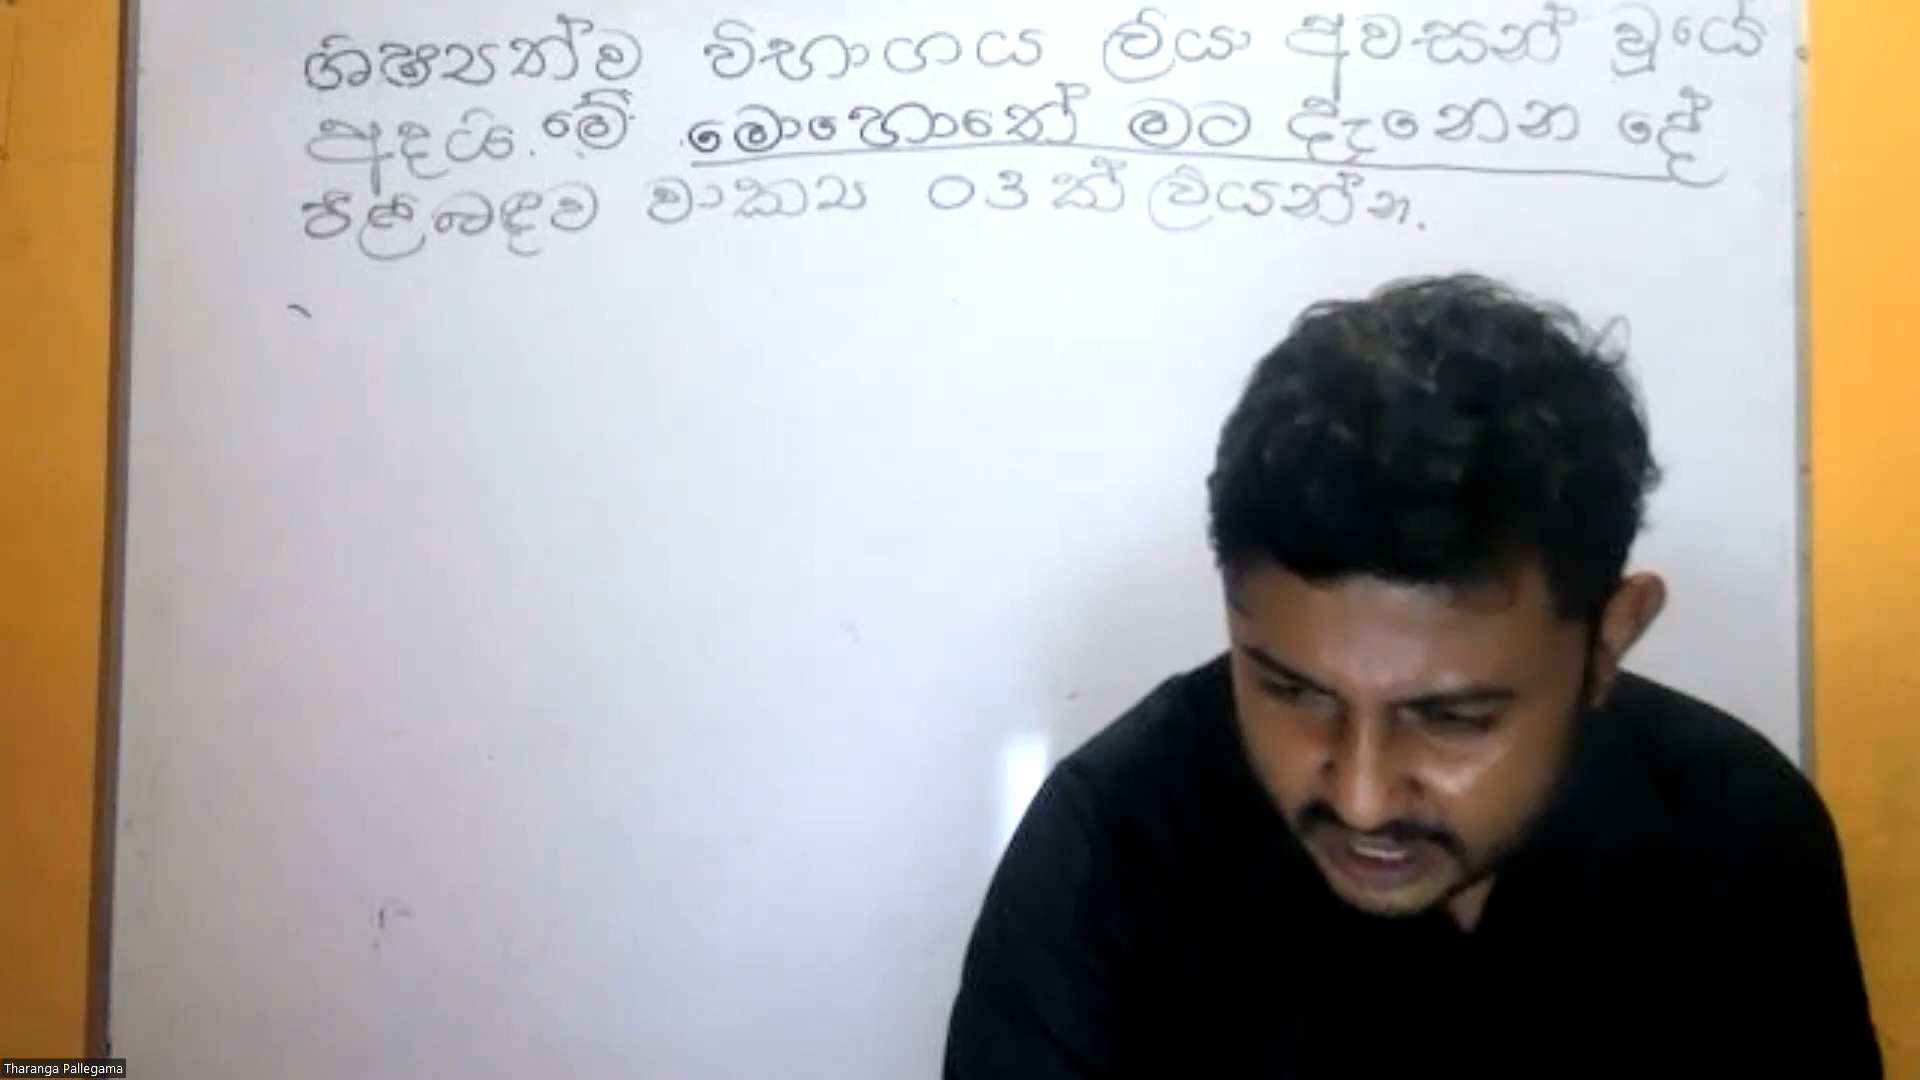 ශිෂ්‍යත්ව විභාගය ලියා අවසන් වූයේ
අදයි. මේ මොහොතේ මට දැනෙන දේ
පිළිබඳව වාක්‍ය 03ක් ලියන්න.
Tharanga Pallegama